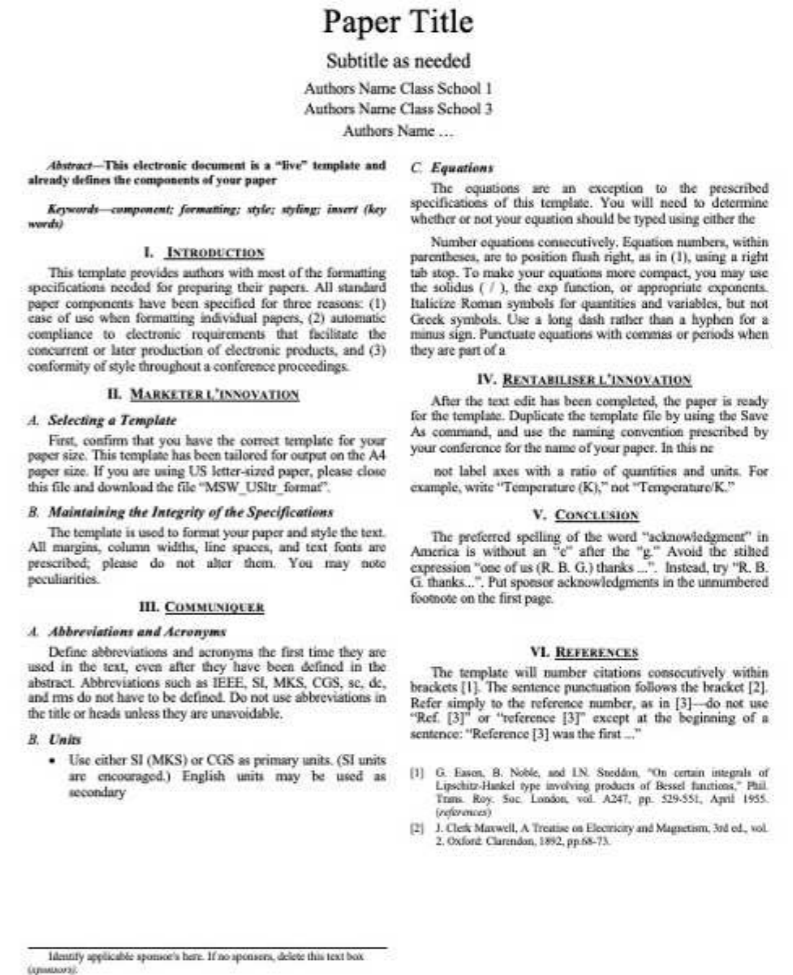 Paper Title
Subtitle as needed
Authors Name Class School 1
Authors Name Class School 3
Authors Name …
Abstract—This electronic document is a “live” template and
already defines the components of your paper
Keywords—component; formatting; style; styling; insert (key
words)
I. INTRODUCTION
This template provides authors with most of the formatting
specifications needed for preparing their papers. All standard
paper components have been specified for three reasons: (1)
ease of use when formatting individual papers, (2) automatic
compliance to electronic requirements that facilitate the
concurrent or later production of electronic products, and (3)
conformity of style throughout a conference proceedings.
II. MARKETER L’INNOVATION
A. Selecting a Template
First, confirm that you have the correct template for your
paper size. This template has been tailored for output on the A4
paper size. If you are using US letter-sized paper, please close
this file and download the file “MSW_USltr_format”.
B. Maintaining the Integrity of the Specifications
The template is used to format your paper and style the text.
All margins, column widths, line spaces, and text fonts are
prescribed; please do not alter them. You may note
peculiarities.
III. COMMUNIQUER
A. Abbreviations and Acronyms
Define abbreviations and acronyms the first time they are
used in the text, even after they have been defined in the
abstract. Abbreviations such as IEEE, SI, MKS, CGS, sc, dc,
and rms do not have to be defined. Do not use abbreviations in
the title or heads unless they are unavoidable.
B. Units
• Use either SI (MKS) or CGS as primary units. (SI units
are encouraged.) English units may be used as
secondary
Identify applicable sponsor's here. If no sponsors, delete this text box
(sponsors).
C. Equations
The equations are an exception to the prescribed
specifications of this template. You will need to determine
whether or not your equation should be typed using either the
Number equations consecutively. Equation numbers, within
parentheses, are to position flush right, as in (1), using a right
tab stop. To make your equations more compact, you may use
the solidus ( / ), the exp function, or appropriate exponents.
Italicize Roman symbols for quantities and variables, but not
Greek symbols. Use a long dash rather than a hyphen for a
minus sign. Punctuate equations with commas or periods when
they are part of a
IV. RENTABILISER L’INNOVATION
After the text edit has been completed, the paper is ready
for the template. Duplicate the template file by using the Save
As command, and use the naming convention prescribed by
your conference for the name of your paper. In this ne
not label axes with a ratio of quantities and units. For
example, write “Temperature (K),” not “Temperature/K.”
V. CONCLUSION
The preferred spelling of the word “acknowledgment” in
America is without an “e” after the “g.” Avoid the stilted
expression “one of us (R. B. G.) thanks ...”. Instead, try “R. B.
G. thanks...”. Put sponsor acknowledgments in the unnumbered
footnote on the first page.
VI. REFERENCES
The template will number citations consecutively within
brackets [1]. The sentence punctuation follows the bracket [2].
Refer simply to the reference number, as in [3]—do not use
“Ref. [3]” or “reference [3]” except at the beginning of a
sentence: “Reference [3] was the first ...”
[1] G. Eason, B. Noble, and I.N. Sneddon, “On certain integrals of
Lipschitz-Hankel type involving products of Bessel functions,” Phil.
Trans. Roy. Soc. London, vol. A247, pp. 529-551, April 1955.
(references)
[2] J. Clerk Maxwell, A Treatise on Electricity and Magnetism, 3rd ed., vol.
2. Oxford: Clarendon, 1892, pp.68-73.